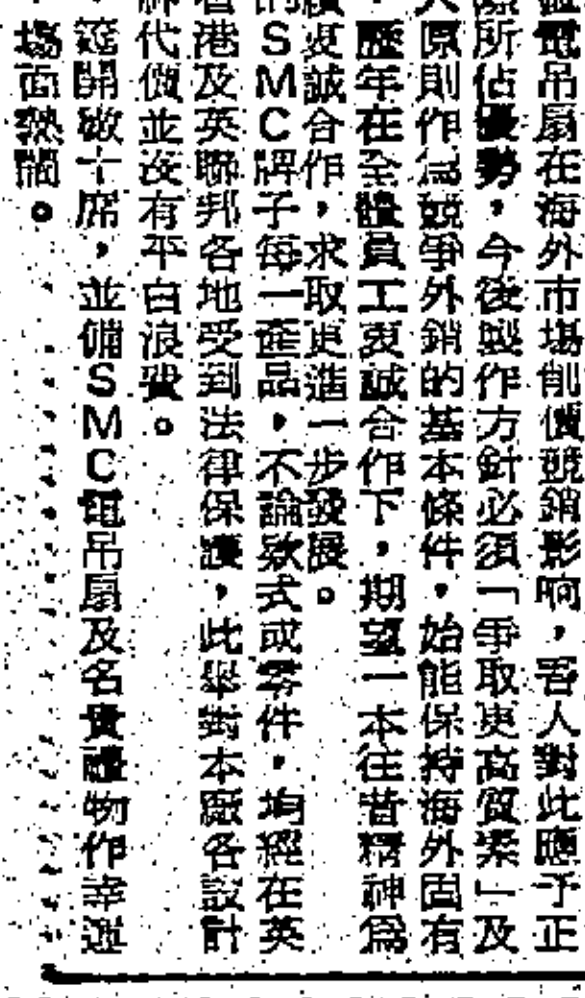 電吊扇在海外市場削價競銷影响，吾人對此應予正
所佔優勢，今後製作方針必須「爭取更高質素」及
原則作為競爭外銷的基本條件，始能保持海外固有
歷年在全體員工衷誠合作下，期望一本往昔精神為
衷誠合作，求取更進一步發展。
SMC牌子每一產品，不論欵式或零件，均經在英
港及英聯邦各地受到法律保護，此舉對本廠各設計
代價並沒有平白浪費。
筵開數十席，並備SMC電吊扇及名貴禮物作幸運
場面熱鬧。